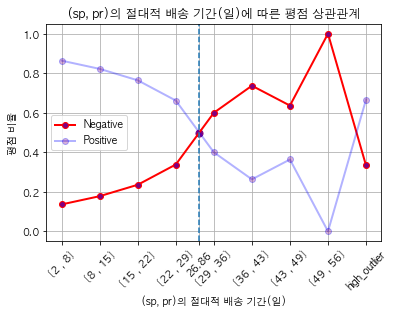 (sp, pr)의 절대적 배송 기간(일)에 따른 평점 상관관계
1.0
0.8
0.6
0.4
0.2
0.0
평점 비율
Negative
Positive
(2 , 8)
(8 , 15)
(15 , 22)
(22 , 29)
26.86
(29 , 36)
(36 , 43)
(43 , 49)
(49 , 56)
hgh_outlier
(sp, pr)의 절대적 배송 기간(일)